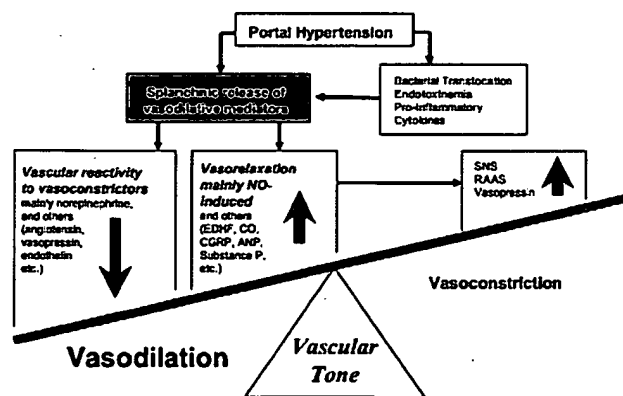 Portal Hypertension
Splanchnic release of
vasodilative mediators
Bacterial Translocation
Endotoxinemia
Pro-inflammatory
Cytokines
Vascular reactivity
to vasoconstrictors
mainly norepinephrine,
and others
(angiotensin,
vasopressin,
endothelin
etc.)
Vasorelaxation
mainly NO-
induced
and others
(EDHF, CO,
CGRP, ANP,
Substance P,
etc.)
SNS
RAAS
Vasopressin
Vasoconstriction
Vasodilation
Vascular
Tone